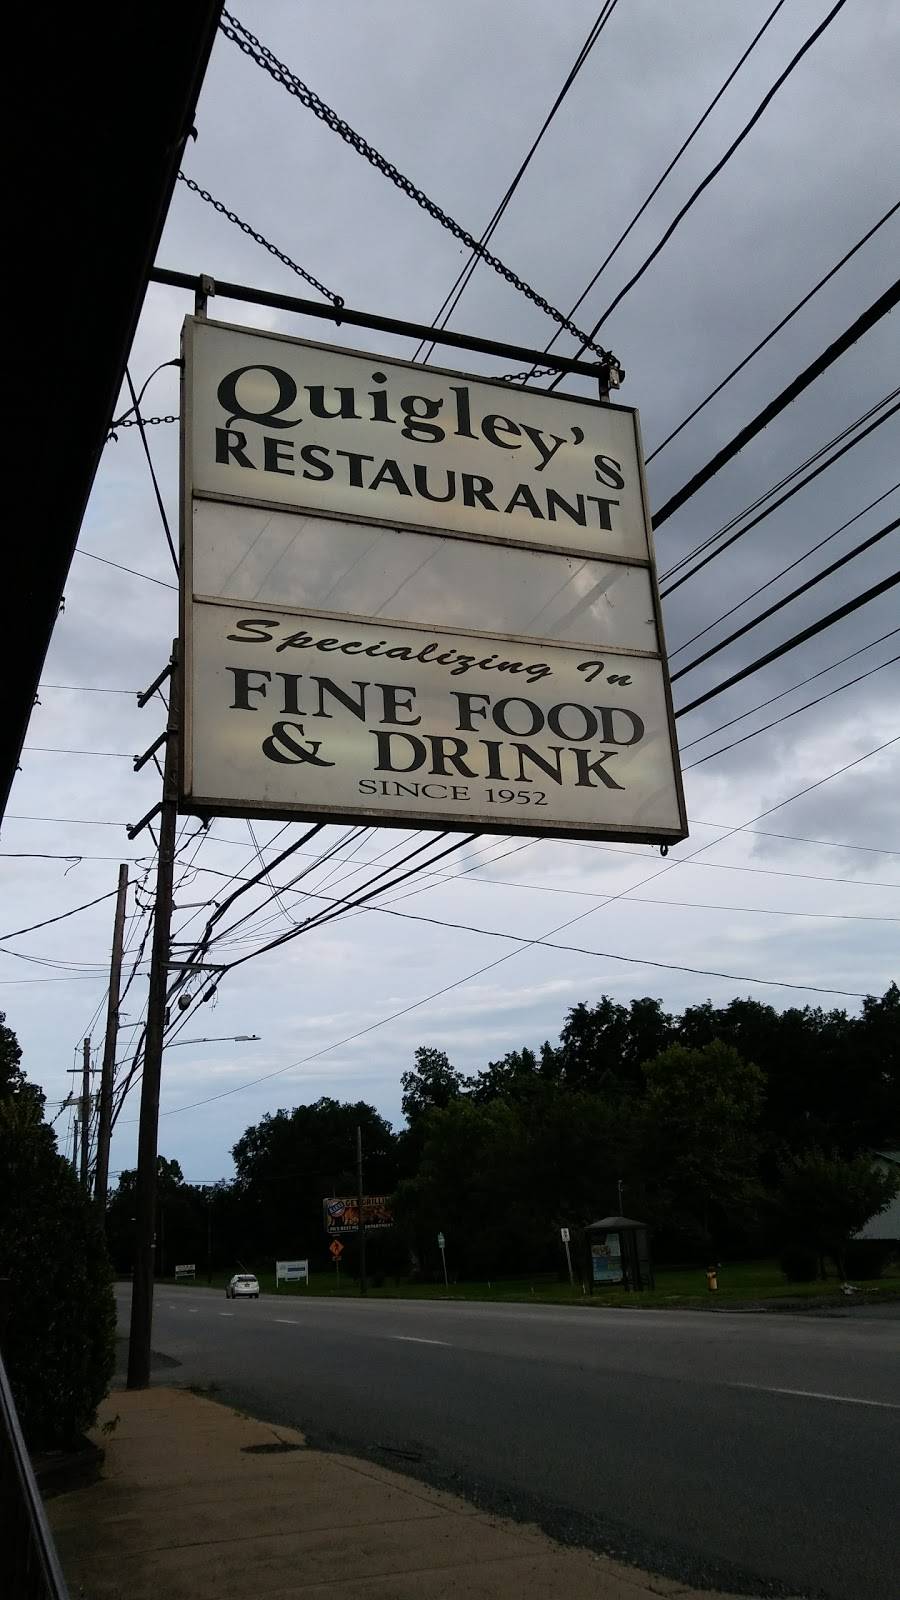 Quigley's
RESTAURANT
Specializing In
FINE FOOD
& DRINK
SINCE 1952